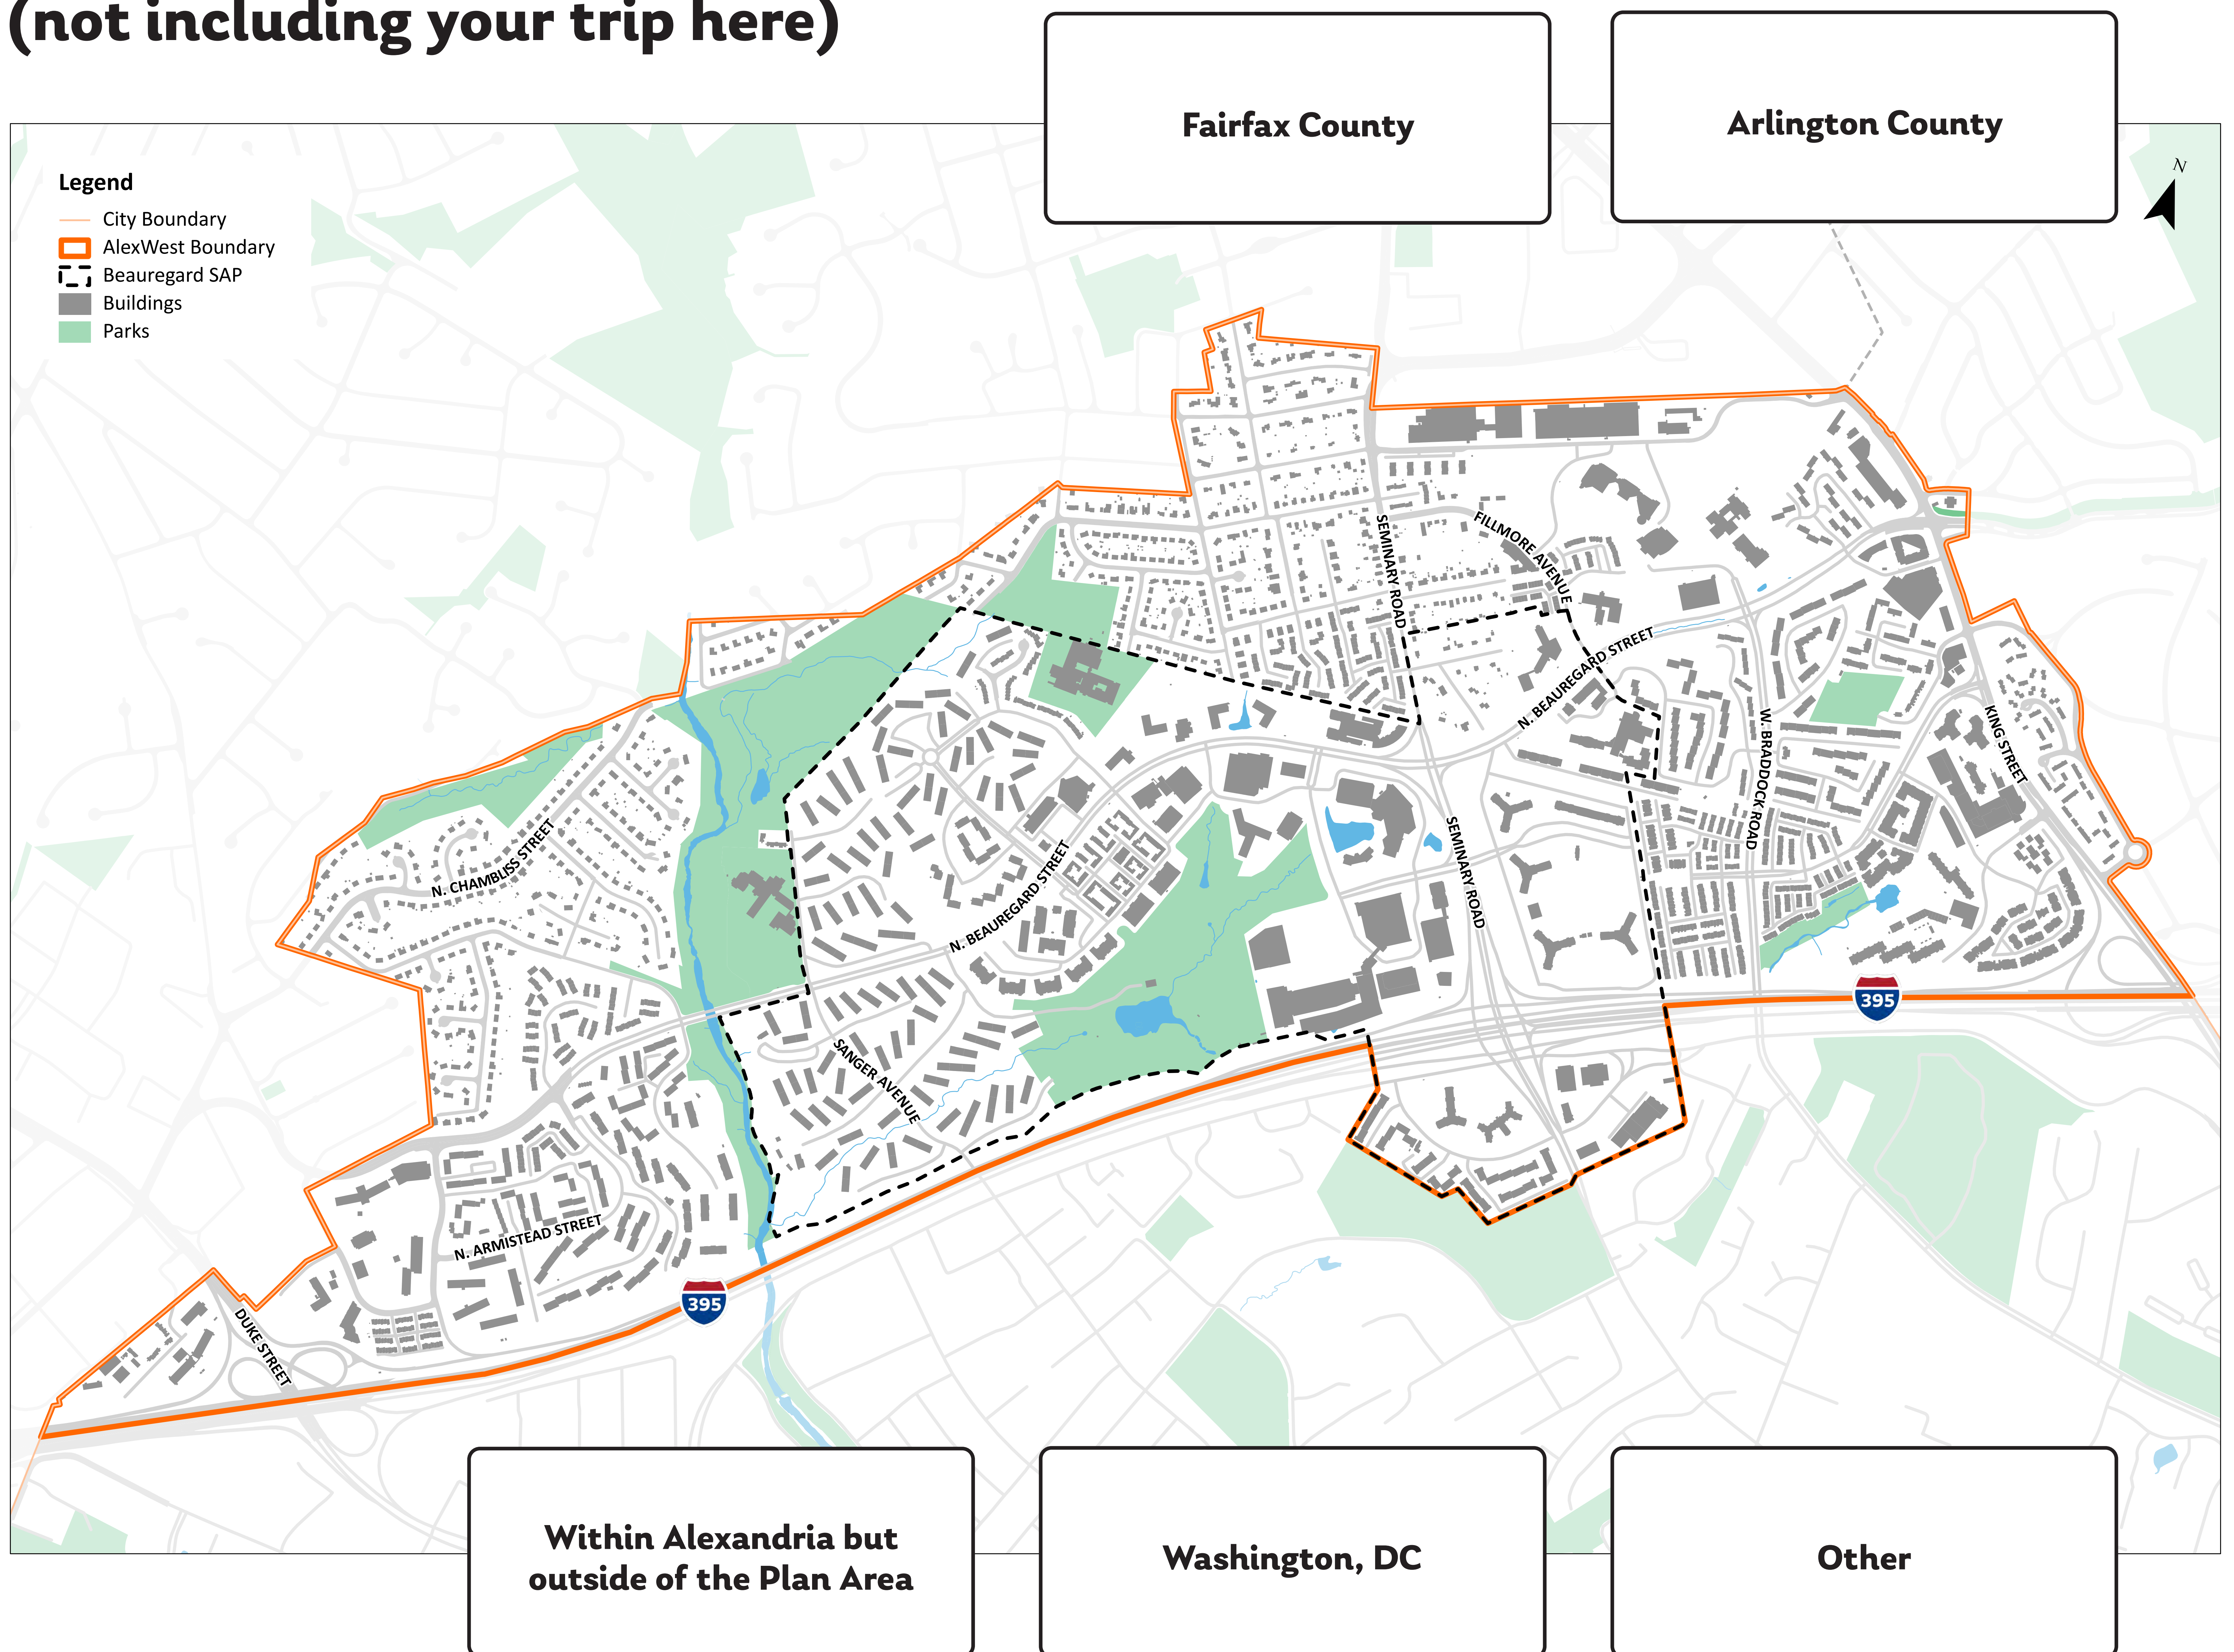 (not including your trip here)
Fairfax County
Arlington County
N
Legend
City Boundary
AlexWest Boundary
Beauregard SAP
Buildings
Parks
SEMINARY ROAD
FILLMORE AVENUE
N. BEAUREGARD STREET
W. BRADDOCK ROAD
KING STREET
N. CHAMBLISS STREET
N. BEAUREGARD STREET
SEMINARY ROAD
395
SANGER AVENUE
N. ARMISTEAD STREET
395
DUKE STREET
Within Alexandria but
outside of the Plan Area
Washington, DC
Other